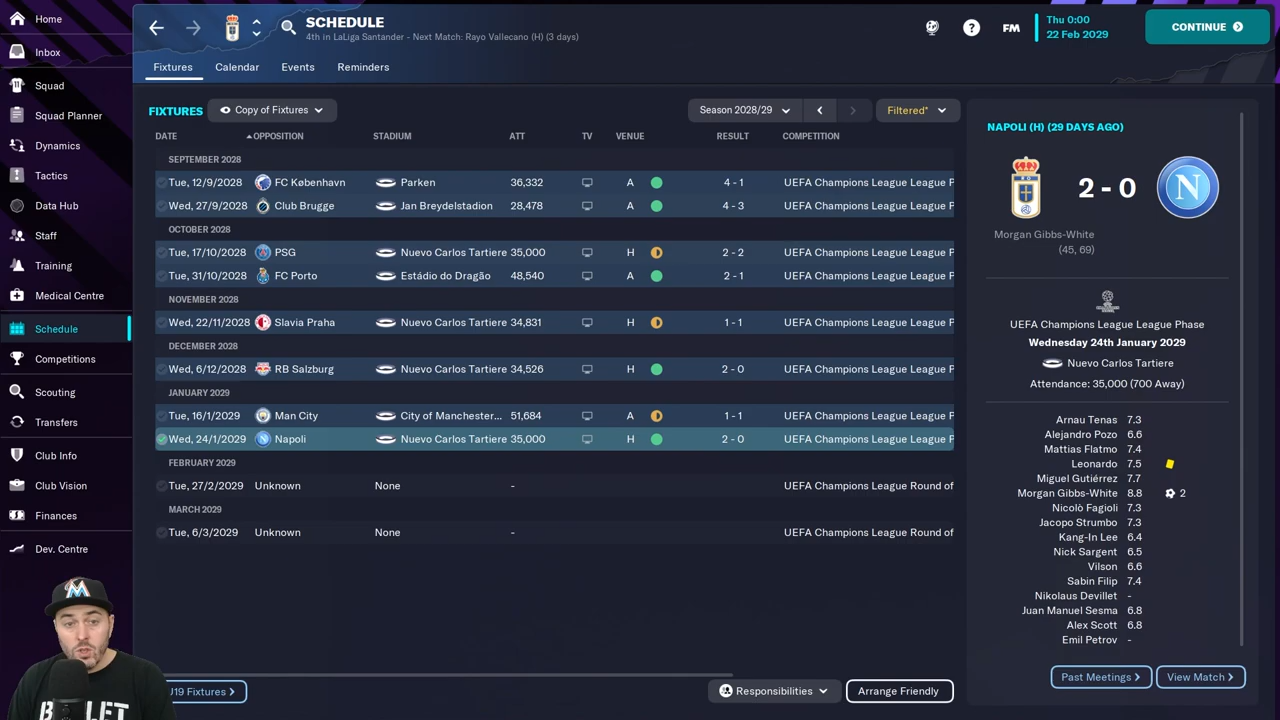 Home
Inbox
Squad
Squad Planner
Dynamics
Tactics
Data Hub
Staff
Training
Medical Centre
Schedule
Competitions
Scouting
Transfers
Club Info
Club Vision
Finances
Dev. Centre
SCHEDULE
4th in LaLiga Santander - Next Match: Rayo Vallecano (H) (3 days)
FM
Thu 0:00
22 Feb 2029
CONTINUE
Fixtures Calendar Events Reminders
FIXTURES Copy of Fixtures Season 2028/29 Filtered*
DATE OPPOSITION STADIUM ATT TV VENUE RESULT COMPETITION
SEPTEMBER 2028
Tue, 12/9/2028 FC København Parken 36,332 A 4 - 1 UEFA Champions League League P
Wed, 27/9/2028 Club Brugge Jan Breydelstadion 28,478 A 4 - 3 UEFA Champions League League P
OCTOBER 2028
Tue, 17/10/2028 PSG Nuevo Carlos Tartiere 35,000 H 2 - 2 UEFA Champions League League P
Tue, 31/10/2028 FC Porto Estádio do Dragão 48,540 A 2 - 1 UEFA Champions League League P
NOVEMBER 2028
Wed, 22/11/2028 Slavia Praha Nuevo Carlos Tartiere 34,831 H 1 - 1 UEFA Champions League League P
DECEMBER 2028
Wed, 6/12/2028 RB Salzburg Nuevo Carlos Tartiere 34,526 H 2 - 0 UEFA Champions League League P
JANUARY 2029
Tue, 16/1/2029 Man City City of Manchester... 51,684 A 1 - 1 UEFA Champions League League P
Wed, 24/1/2029 Napoli Nuevo Carlos Tartiere 35,000 H 2 - 0 UEFA Champions League League P
FEBRUARY 2029
Tue, 27/2/2029 Unknown None - UEFA Champions League Round of
MARCH 2029
Tue, 6/3/2029 Unknown None - UEFA Champions League Round of
U19 Fixtures
Responsibilities
Arrange Friendly
NAPOLI (H) (29 DAYS AGO)
2 - 0
N
Morgan Gibbs-White
(45, 69)
UEFA Champions League League Phase
Wednesday 24th January 2029
Nuevo Carlos Tartiere
Attendance: 35,000 (700 Away)
Arnau Tenas 7.3
Alejandro Pozo 6.6
Mattias Flatmo 7.4
Leonardo 7.5
Miguel Gutiérrez 7.7
Morgan Gibbs-White 8.8 2
Nicolò Fagioli 7.3
Jacopo Strumbo 7.3
Kang-In Lee 6.4
Nick Sargent 6.5
Vilson 6.6
Sabin Filip 7.4
Nikolaus Devillet -
Juan Manuel Sesma 6.8
Alex Scott 6.8
Emil Petrov -
Past Meetings
View Match